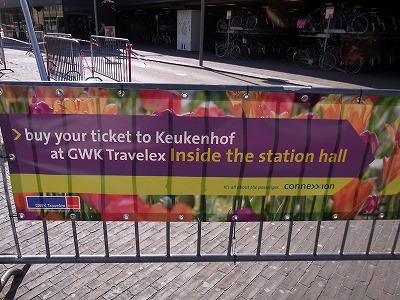 > buy your ticket to Keukenhof
at GWK Travelex Inside the station hall
It's all about the passenger. connexxion
GWK Travelex